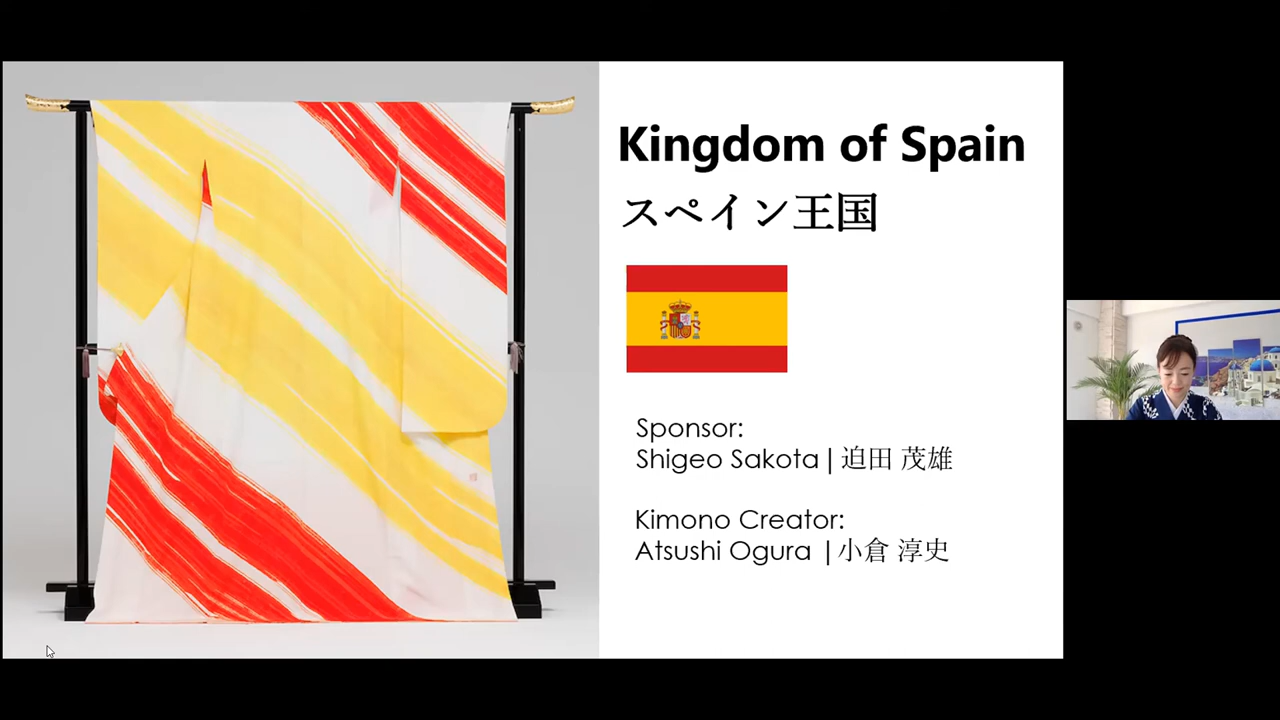 Kingdom of Spain
スペイン王国
Sponsor:
Shigeo Sakota | 迫田 茂雄
Kimono Creator:
Atsushi Ogura | 小倉 淳史